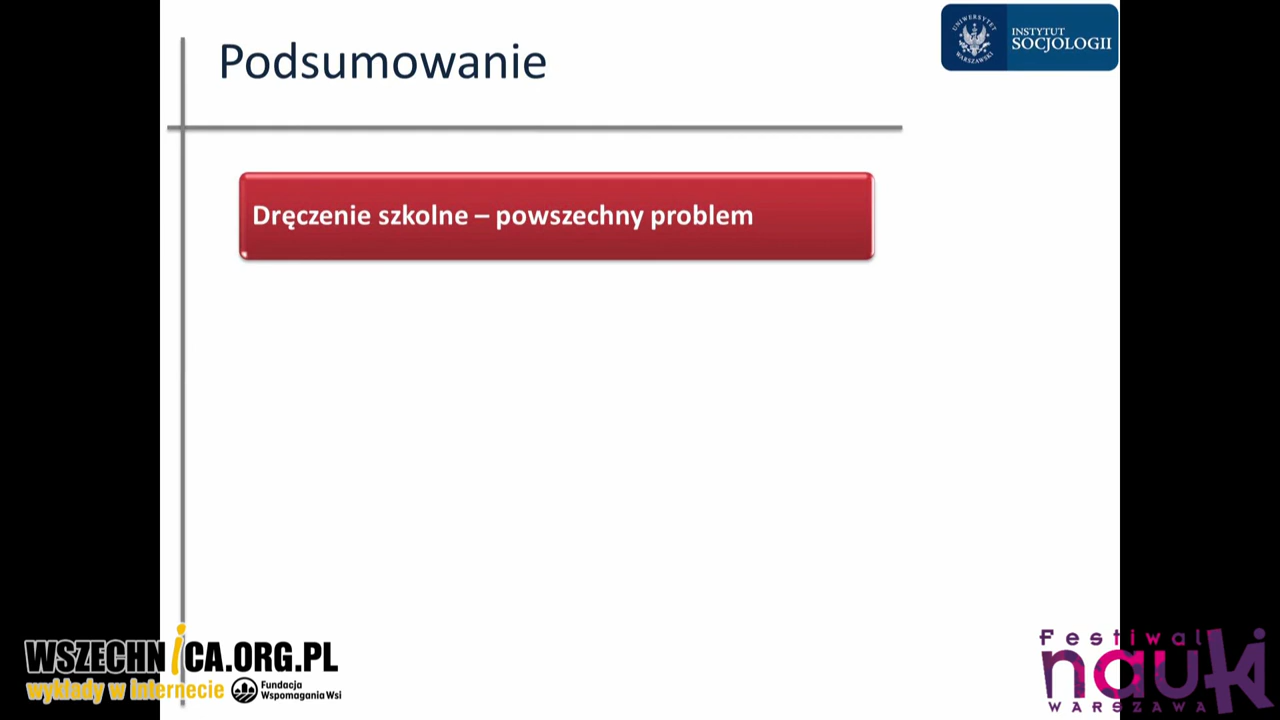 Podsumowanie
UNIWERSYTET WARSZAWSKI
INSTYTUT
SOCJOLOGII
Dręczenie szkolne – powszechny problem
WSZECHNiCA.ORG.PL
wykłady w internecie
Fundacja
Wspomagania Wsi
Festiwal
nauki
WARSZAWA